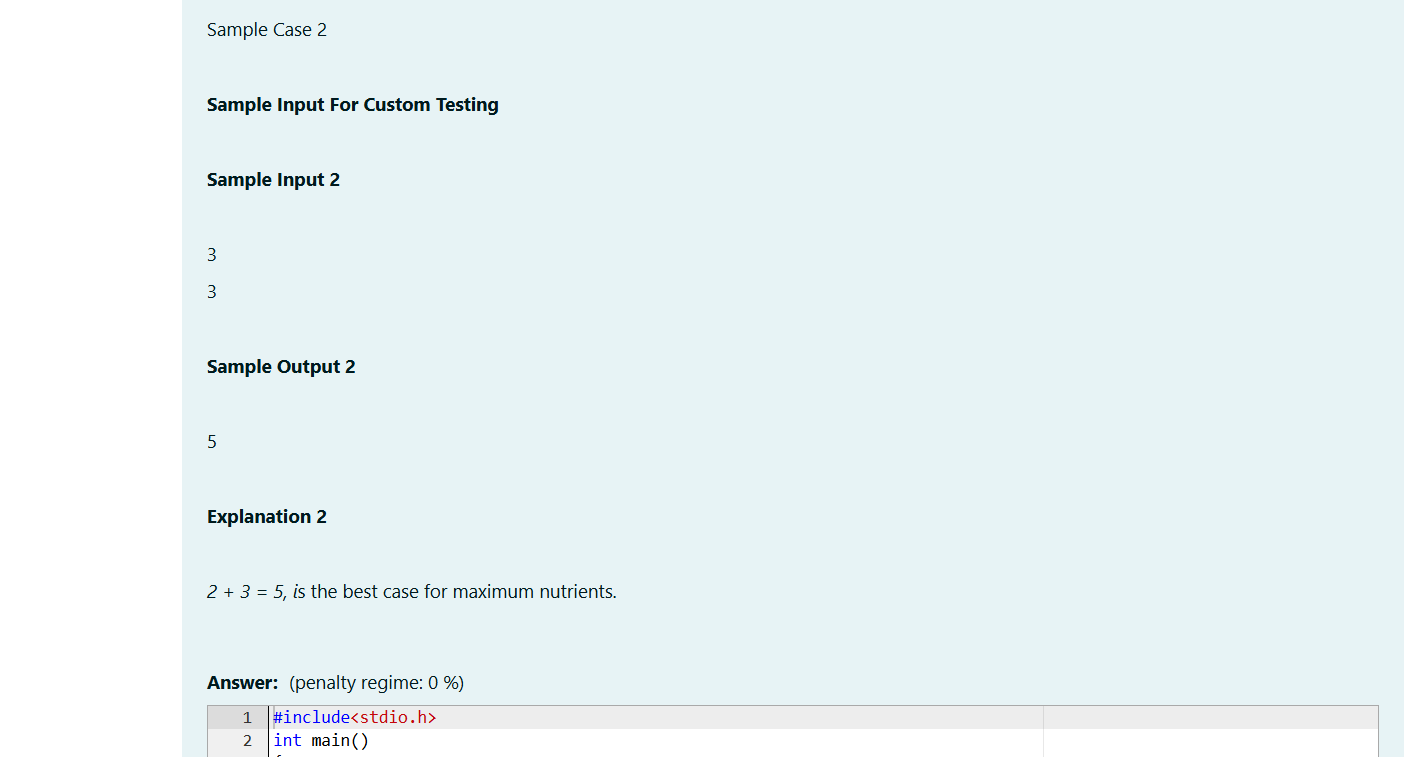 Sample Case 2
Sample Input For Custom Testing
Sample Input 2
3
3
Sample Output 2
5
Explanation 2
2 + 3 = 5, is the best case for maximum nutrients.
Answer: (penalty regime: 0 %)
1 #include<stdio.h>
2 int main()